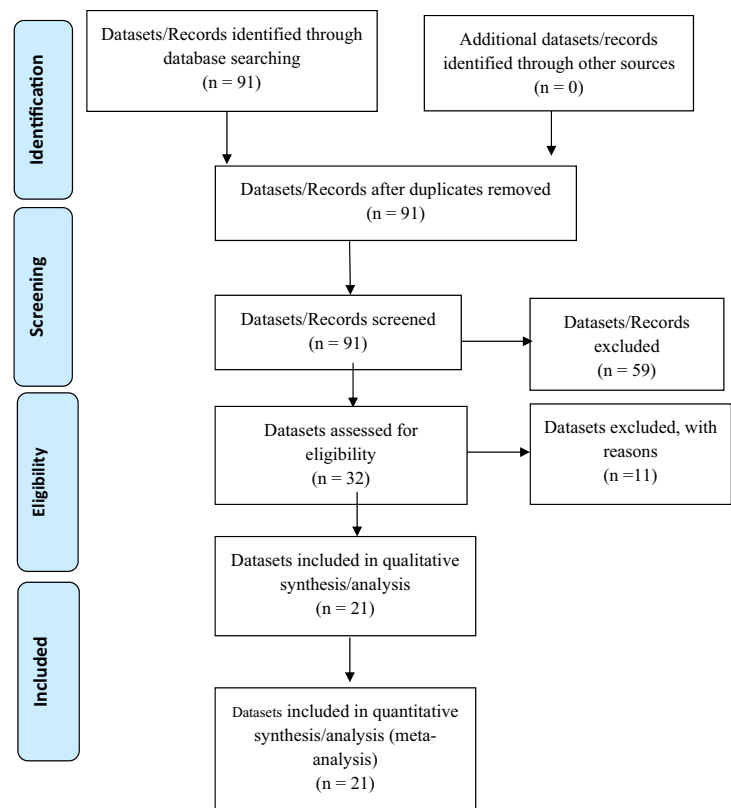 Identification
Datasets/Records identified through
database searching
(n = 91)
Additional datasets/records
identified through other sources
(n = 0)
Datasets/Records after duplicates removed
(n = 91)
Screening
Datasets/Records screened
(n = 91)
Datasets/Records
excluded
(n = 59)
Eligibility
Datasets assessed for
eligibility
(n = 32)
Datasets excluded, with
reasons
(n =11)
Datasets included in qualitative
synthesis/analysis
(n = 21)
Included
Datasets included in quantitative
synthesis/analysis (meta-
analysis)
(n = 21)